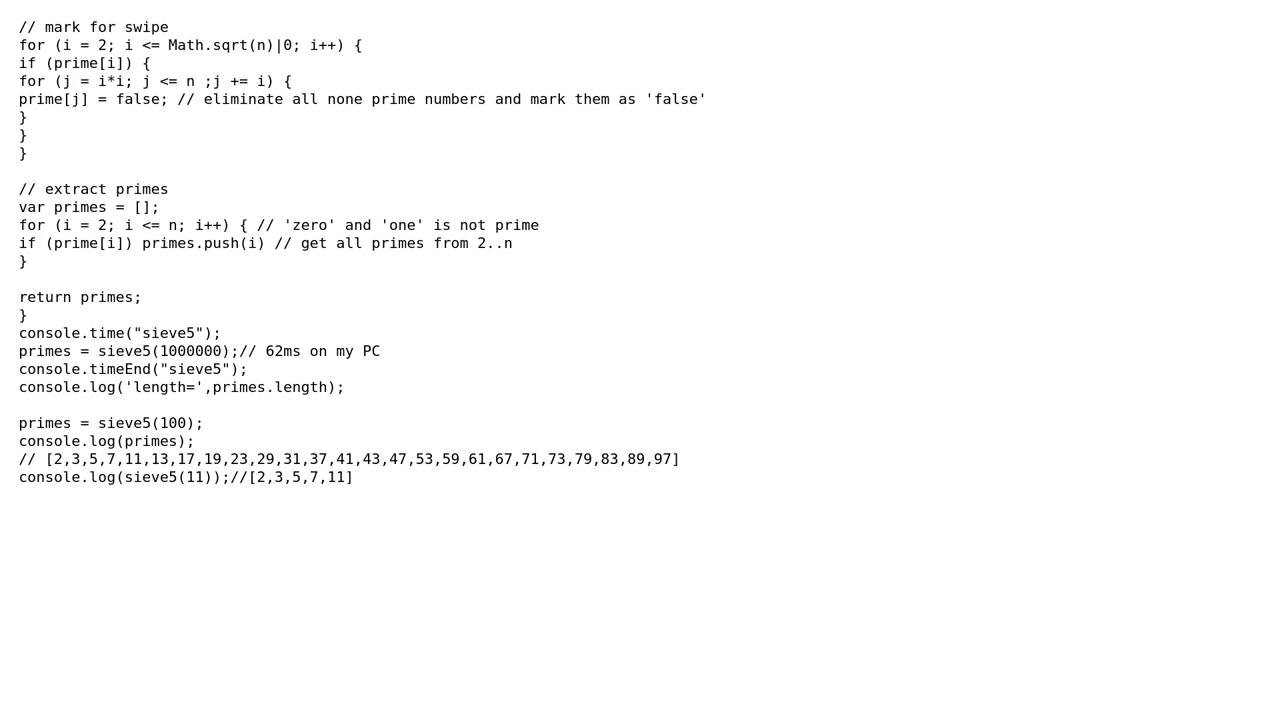 // mark for swipe
for (i = 2; i <= Math.sqrt(n)|0; i++) {
if (prime[i]) {
for (j = i*i; j <= n ;j += i) {
prime[j] = false; // eliminate all none prime numbers and mark them as 'false'
}
}
}

// extract primes
var primes = [];
for (i = 2; i <= n; i++) { // 'zero' and 'one' is not prime
if (prime[i]) primes.push(i) // get all primes from 2..n
}

return primes;
}
console.time("sieve5");
primes = sieve5(1000000);// 62ms on my PC
console.timeEnd("sieve5");
console.log('length=',primes.length);

primes = sieve5(100);
console.log(primes);
// [2,3,5,7,11,13,17,19,23,29,31,37,41,43,47,53,59,61,67,71,73,79,83,89,97]
console.log(sieve5(11));//[2,3,5,7,11]